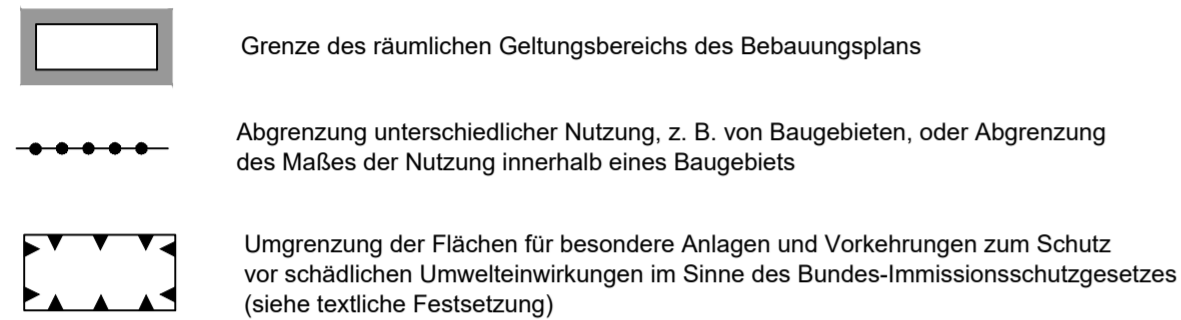 Grenze des räumlichen Geltungsbereichs des Bebauungsplans
Abgrenzung unterschiedlicher Nutzung, z. B. von Baugebieten, oder Abgrenzung
des Maßes der Nutzung innerhalb eines Baugebiets
Umgrenzung der Flächen für besondere Anlagen und Vorkehrungen zum Schutz
vor schädlichen Umwelteinwirkungen im Sinne des Bundes-Immissionsschutzgesetzes
(siehe textliche Festsetzung)